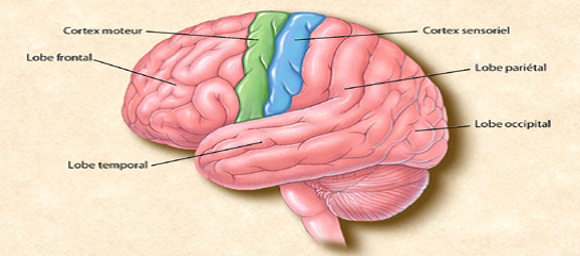 Cortex moteur
Cortex sensoriel
Lobe frontal
Lobe pariétal
Lobe occipital
Lobe temporal